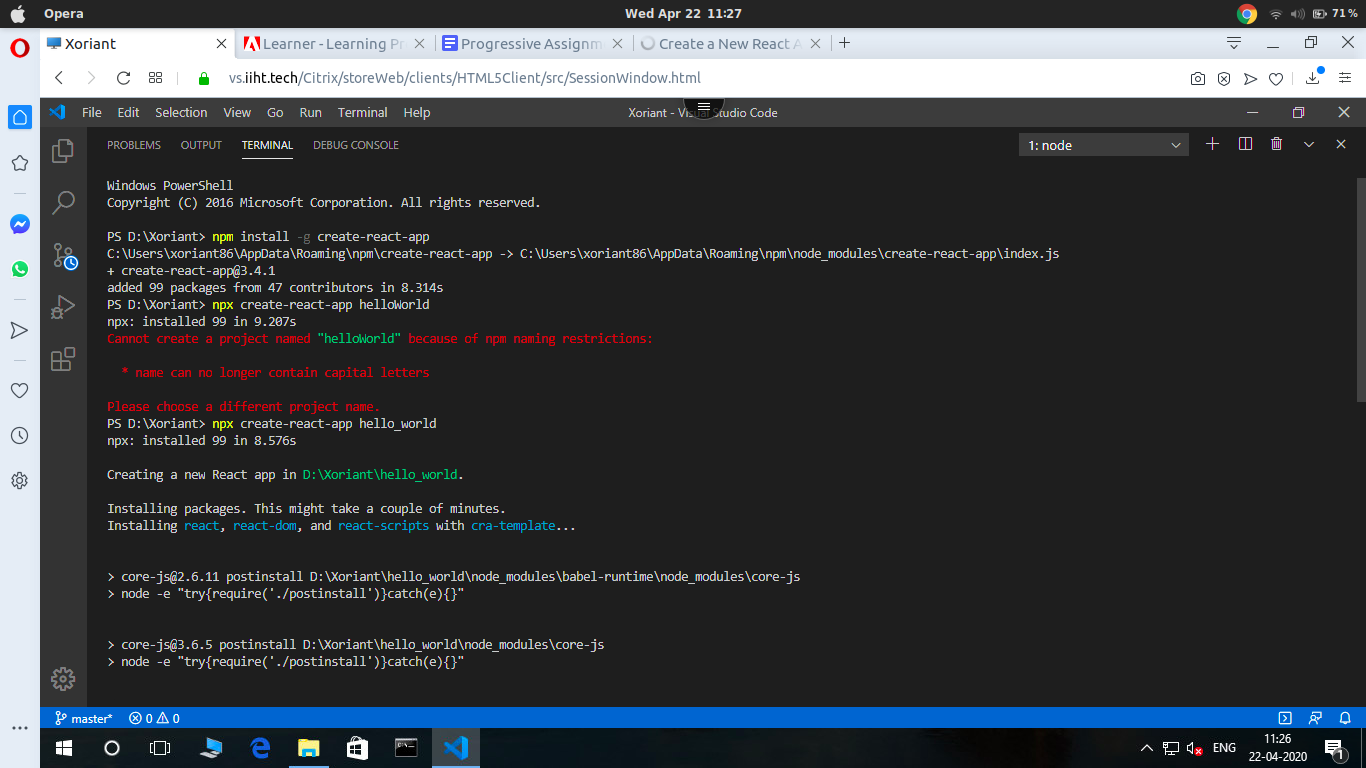 Opera
Wed Apr 22 11:27
71 %
Xoriant
Learner - Learning Pr
Progressive Assignm
Create a New React A
vs.iiht.tech/Citrix/storeWeb/clients/HTML5Client/src/SessionWindow.html
File Edit Selection View Go Run Terminal Help
Xoriant - Visual Studio Code
PROBLEMS OUTPUT TERMINAL DEBUG CONSOLE
1: node
Windows PowerShell
Copyright (C) 2016 Microsoft Corporation. All rights reserved.
PS D:\Xoriant> npm install -g create-react-app
C:\Users\xoriant86\AppData\Roaming\npm\create-react-app -> C:\Users\xoriant86\AppData\Roaming\npm\node_modules\create-react-app\index.js
+ create-react-app@3.4.1
added 99 packages from 47 contributors in 8.314s
PS D:\Xoriant> npx create-react-app helloWorld
npx: installed 99 in 9.207s
Cannot create a project named "helloWorld" because of npm naming restrictions:
* name can no longer contain capital letters
Please choose a different project name.
PS D:\Xoriant> npx create-react-app hello_world
npx: installed 99 in 8.576s
Creating a new React app in D:\Xoriant\hello_world.
Installing packages. This might take a couple of minutes.
Installing react, react-dom, and react-scripts with cra-template...
> core-js@2.6.11 postinstall D:\Xoriant\hello_world\node_modules\babel-runtime\node_modules\core-js
> node -e "try{require('./postinstall')}catch(e){}"
> core-js@3.6.5 postinstall D:\Xoriant\hello_world\node_modules\core-js
> node -e "try{require('./postinstall')}catch(e){}"
master* 0 0
ENG
11:26
22-04-2020
1